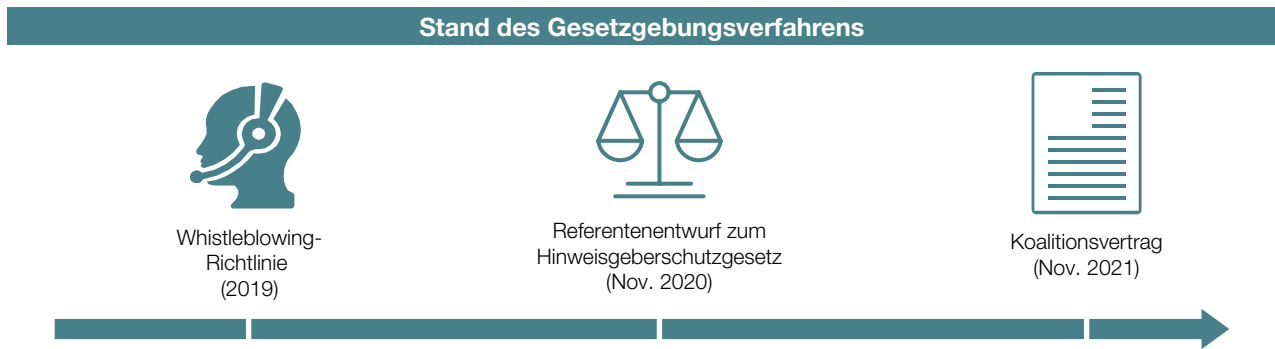 Stand des Gesetzgebungsverfahrens
Whistleblowing-
Richtlinie
(2019)
Referentenentwurf zum
Hinweisgeberschutzgesetz
(Nov. 2020)
Koalitionsvertrag
(Nov. 2021)